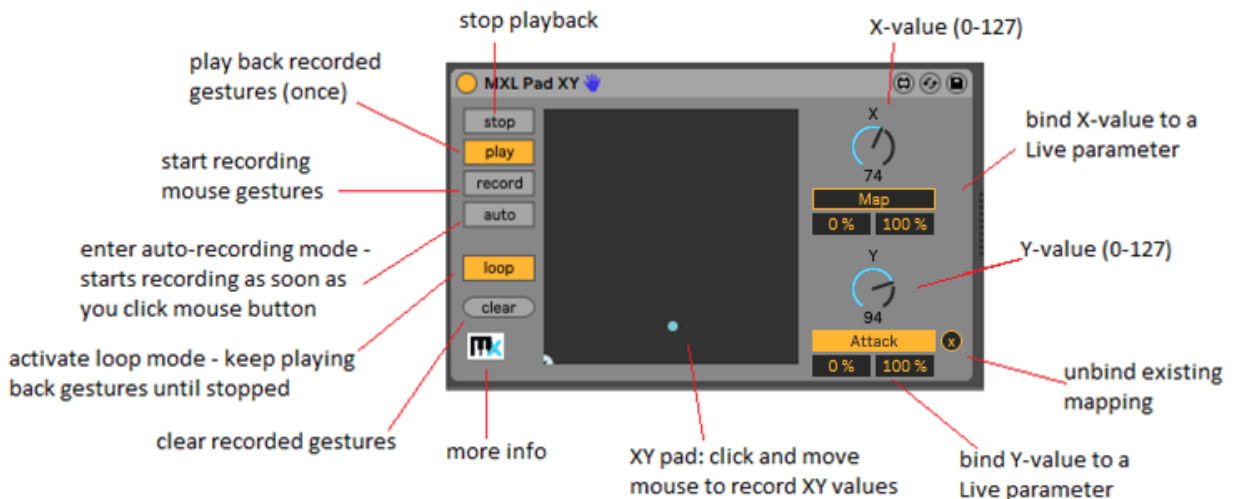 stop playback
X-value (0-127)
play back recorded
gestures (once)
MXL Pad XY
stop
play
record
auto
loop
clear
X
74
Map
0 %
100 %
Y
94
Attack
x
0 %
100 %
start recording
mouse gestures
bind X-value to a
Live parameter
enter auto-recording mode -
starts recording as soon as
you click mouse button
Y-value (0-127)
activate loop mode - keep playing
back gestures until stopped
unbind existing
mapping
clear recorded gestures
more info
XY pad: click and move
mouse to record XY values
bind Y-value to a
Live parameter